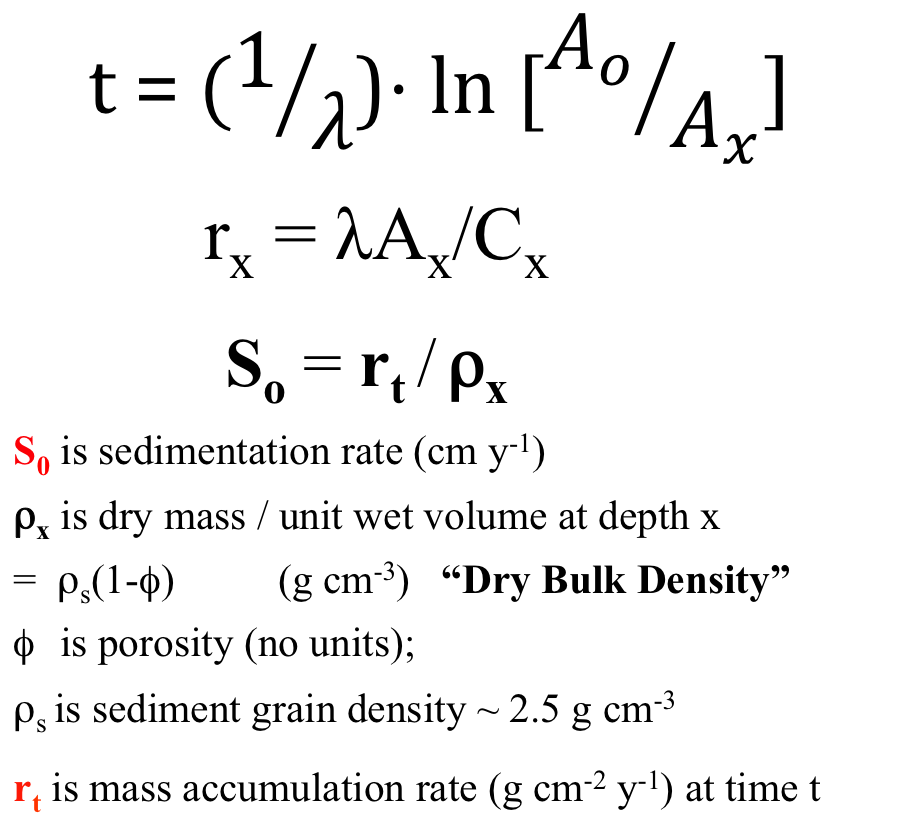 t = (1/λ)· ln [Ao/Ax]
rx = λAx/Cx
So = rt / ρx
S0 is sedimentation rate (cm y-1)
ρx is dry mass / unit wet volume at depth x
= ρs(1-ϕ) (g cm-3) “Dry Bulk Density”
ϕ is porosity (no units);
ρs is sediment grain density ~ 2.5 g cm-3
rt is mass accumulation rate (g cm-2 y-1) at time t